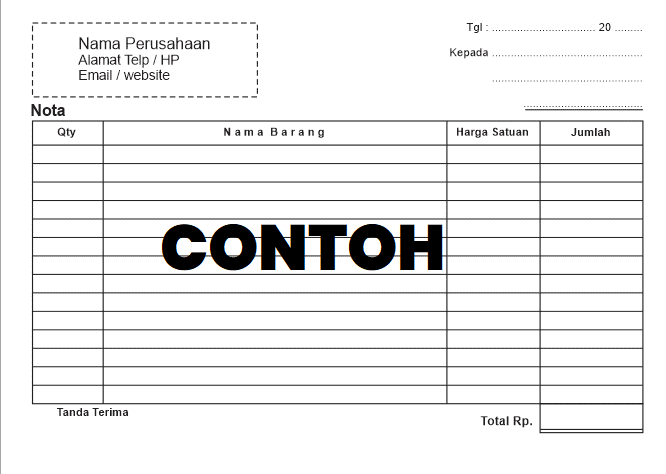 Nama Perusahaan
Alamat Telp / HP
Email / website
Tgl : ................................ 20 .........
Kepada ..............................................
..............................................
....................................
Nota
Qty Nama Barang Harga Satuan Jumlah
CONTOH
Tanda Terima
Total Rp.